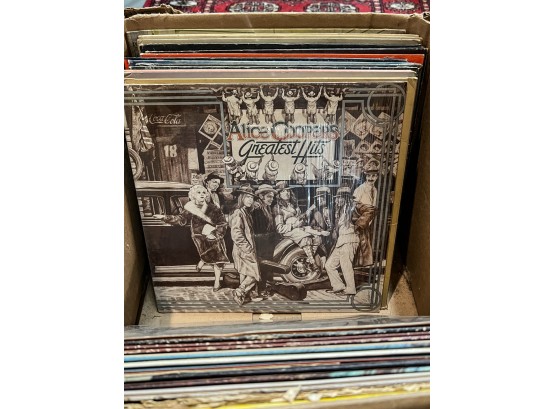 Alice Cooper's
Greatest Hits
Coca-Cola